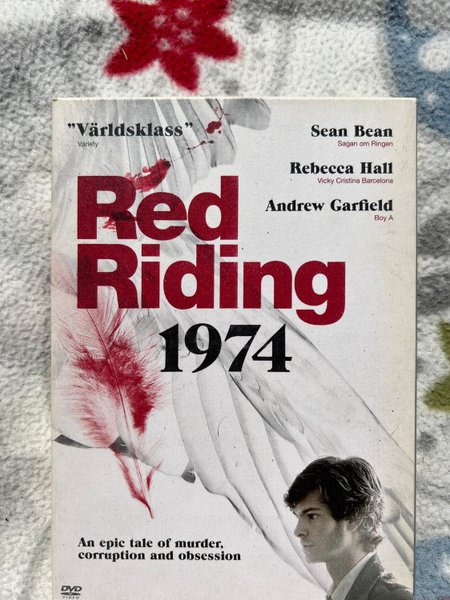 "Världsklass"
Variety
Sean Bean
Sagan om Ringen
Rebecca Hall
Vicky Cristina Barcelona
Andrew Garfield
Boy A
Red
Riding
1974
An epic tale of murder,
corruption and obsession
DVD
VIDEO